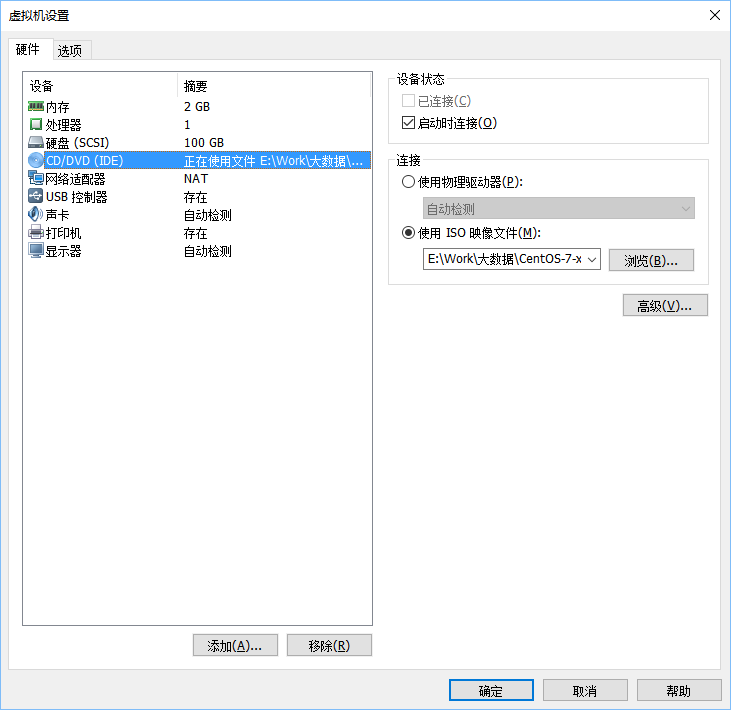 虚拟机设置
硬件 选项
设备 摘要
内存 2 GB
处理器 1
硬盘 (SCSI) 100 GB
CD/DVD (IDE) 正在使用文件 E:\Work\大数据\...
网络适配器 NAT
USB 控制器 存在
声卡 自动检测
打印机 存在
显示器 自动检测
添加(A)... 移除(R)
设备状态
已连接(C)
启动时连接(O)
连接
使用物理驱动器(P):
自动检测
使用 ISO 映像文件(M):
E:\Work\大数据\CentOS-7-x 浏览(B)...
高级(V)...
确定 取消 帮助